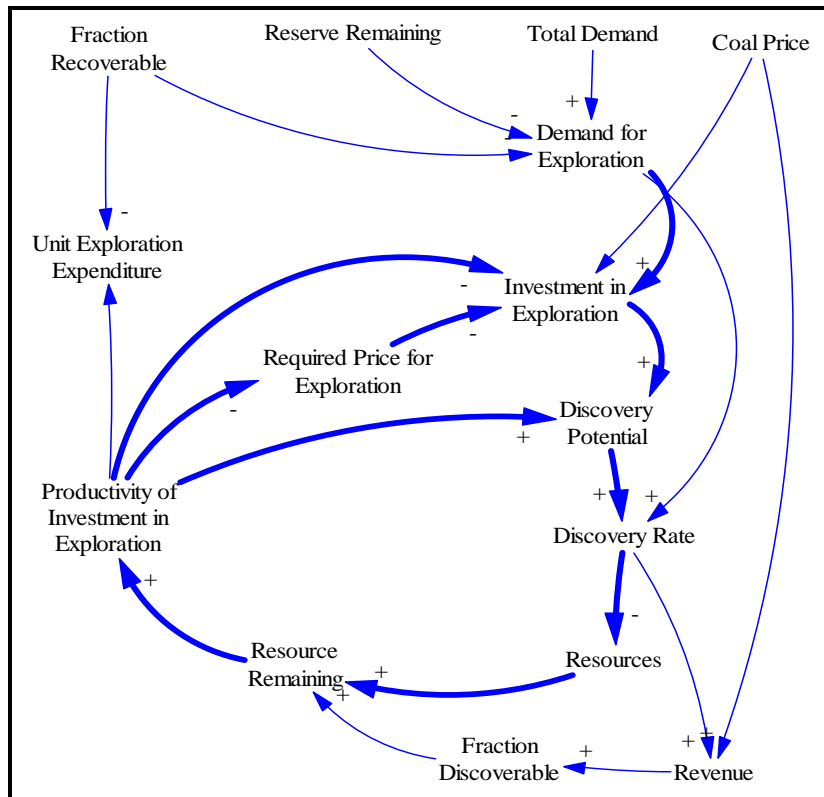 Fraction
Recoverable
Reserve Remaining
Total Demand
Coal Price
-
-
+
Demand for
Exploration
-
Unit Exploration
Expenditure
+
-
Investment in
Exploration
-
Required Price for
Exploration
-
+
Discovery
Potential
+
Productivity of
Investment in
Exploration
+
+
Discovery Rate
+
-
Resource
Remaining
+
+
Resources
Fraction
Discoverable
+
+
+
Revenue